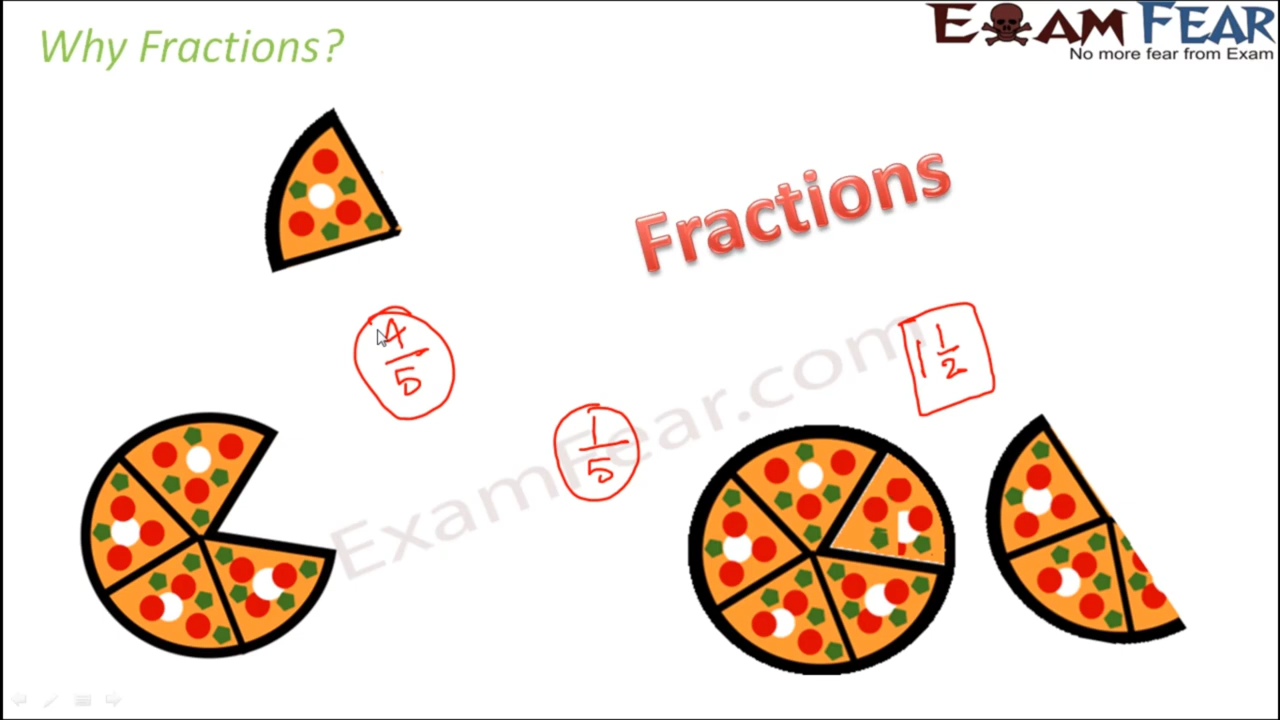 Why Fractions?
EXAM FEAR
No more fear from Exam
Fractions
4/5
1/5
1 1/2
ExamFear.com